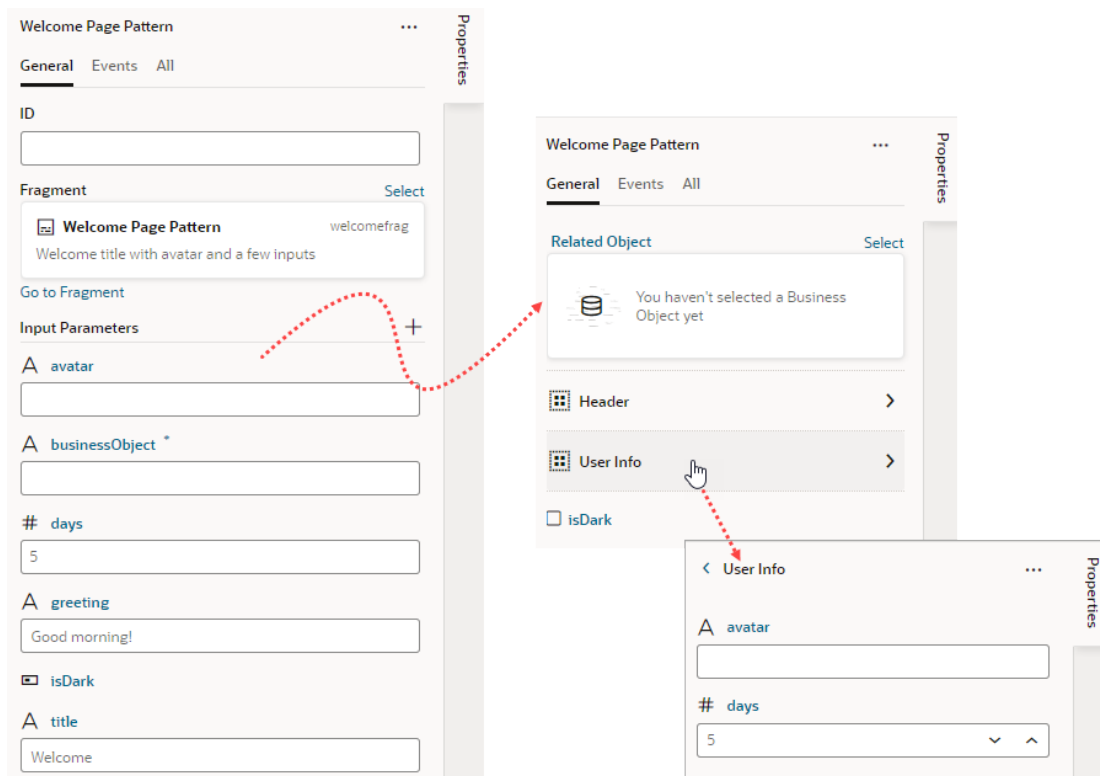 Welcome Page Pattern
...
Properties
General Events All
ID
Fragment Select
Welcome Page Pattern welcomefrag
Welcome title with avatar and a few inputs
Go to Fragment
Input Parameters +
A avatar
A businessObject *
# days
5
A greeting
Good morning!
isDark
A title
Welcome
Welcome Page Pattern
...
Properties
General Events All
Related Object Select
You haven't selected a Business
Object yet
Header
User Info
isDark
User Info
...
Properties
A avatar
# days
5